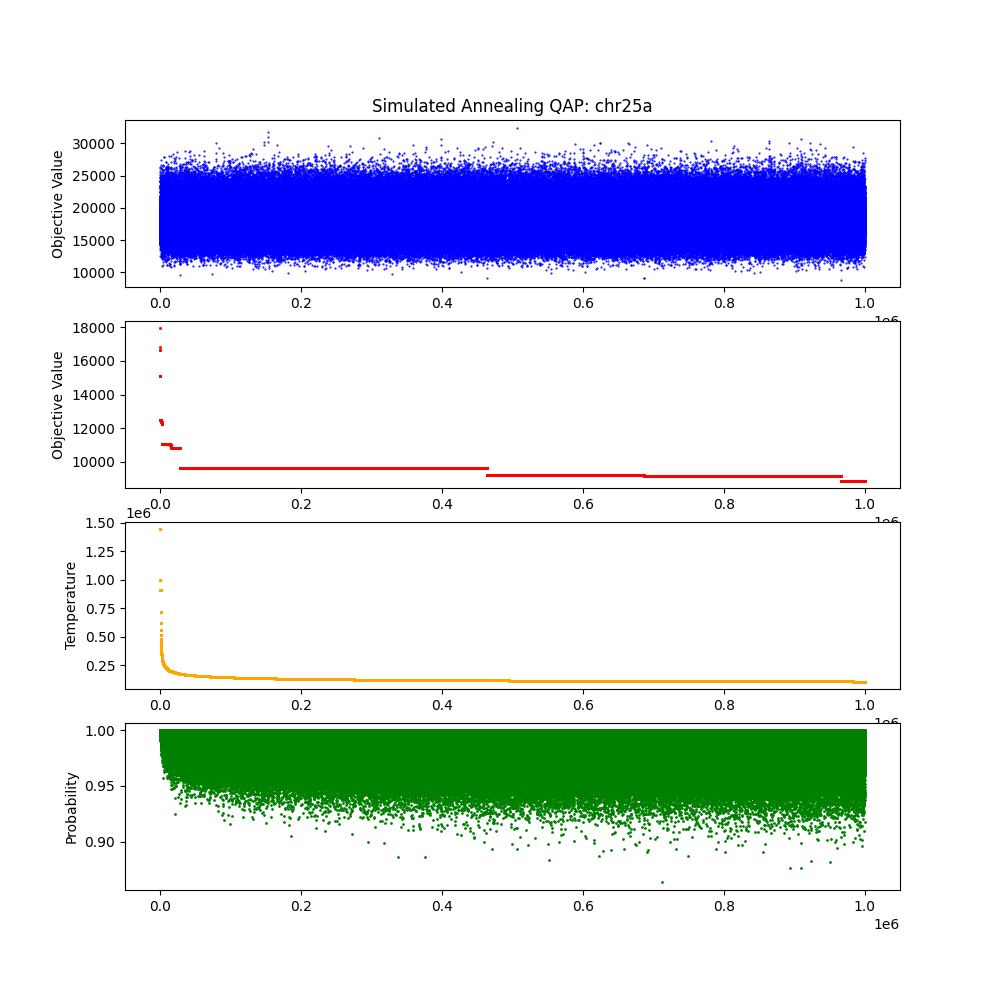 Simulated Annealing QAP: chr25a
Objective Value
30000
25000
20000
15000
10000
0.0 0.2 0.4 0.6 0.8 1.0
1e6
Objective Value
18000
16000
14000
12000
10000
0.0 0.2 0.4 0.6 0.8 1.0
1e6
1e6
Temperature
1.50
1.25
1.00
0.75
0.50
0.25
0.0 0.2 0.4 0.6 0.8 1.0
1e6
Probability
1.00
0.95
0.90
0.0 0.2 0.4 0.6 0.8 1.0
1e6